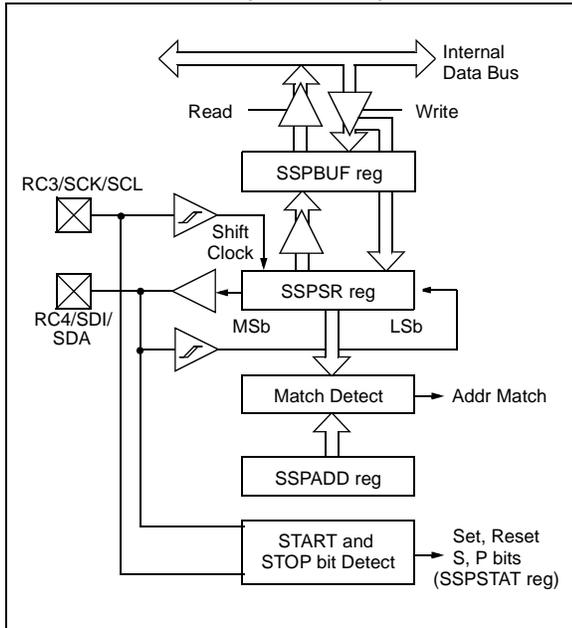 Internal
Data Bus
Read
Write
SSPBUF reg
RC3/SCK/SCL
Shift
Clock
SSPSR reg
RC4/SDI/
SDA
MSb
LSb
Match Detect
Addr Match
SSPADD reg
START and
STOP bit Detect
Set, Reset
S, P bits
(SSPSTAT reg)